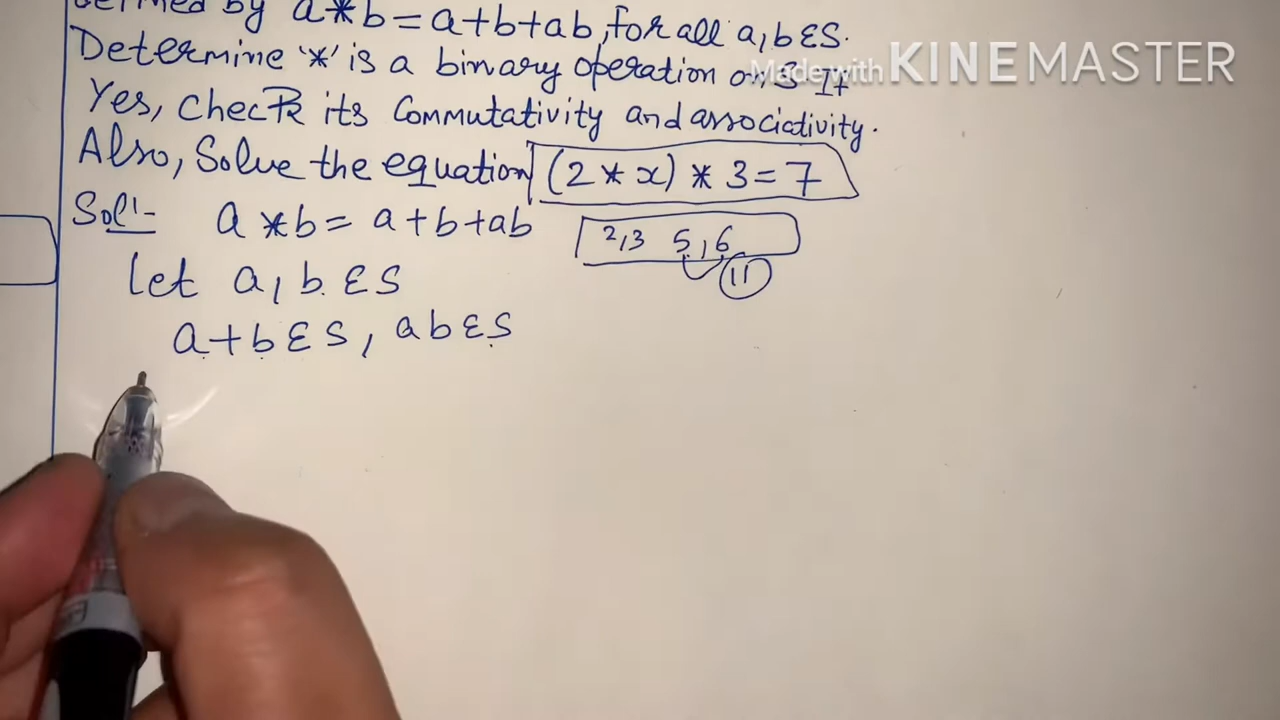 defined by a*b=a+b+ab, for all a,b ε S.
Determine '*' is a binary operation on S If
Yes, Check its Commutativity and associativity.
Also, Solve the equation (2 * x) * 3 = 7
Sol:- a * b = a+b+ab
2,3 5,6
11
Let a, b. ε S
a+b ε S, ab ε S
Made with KINEMASTER